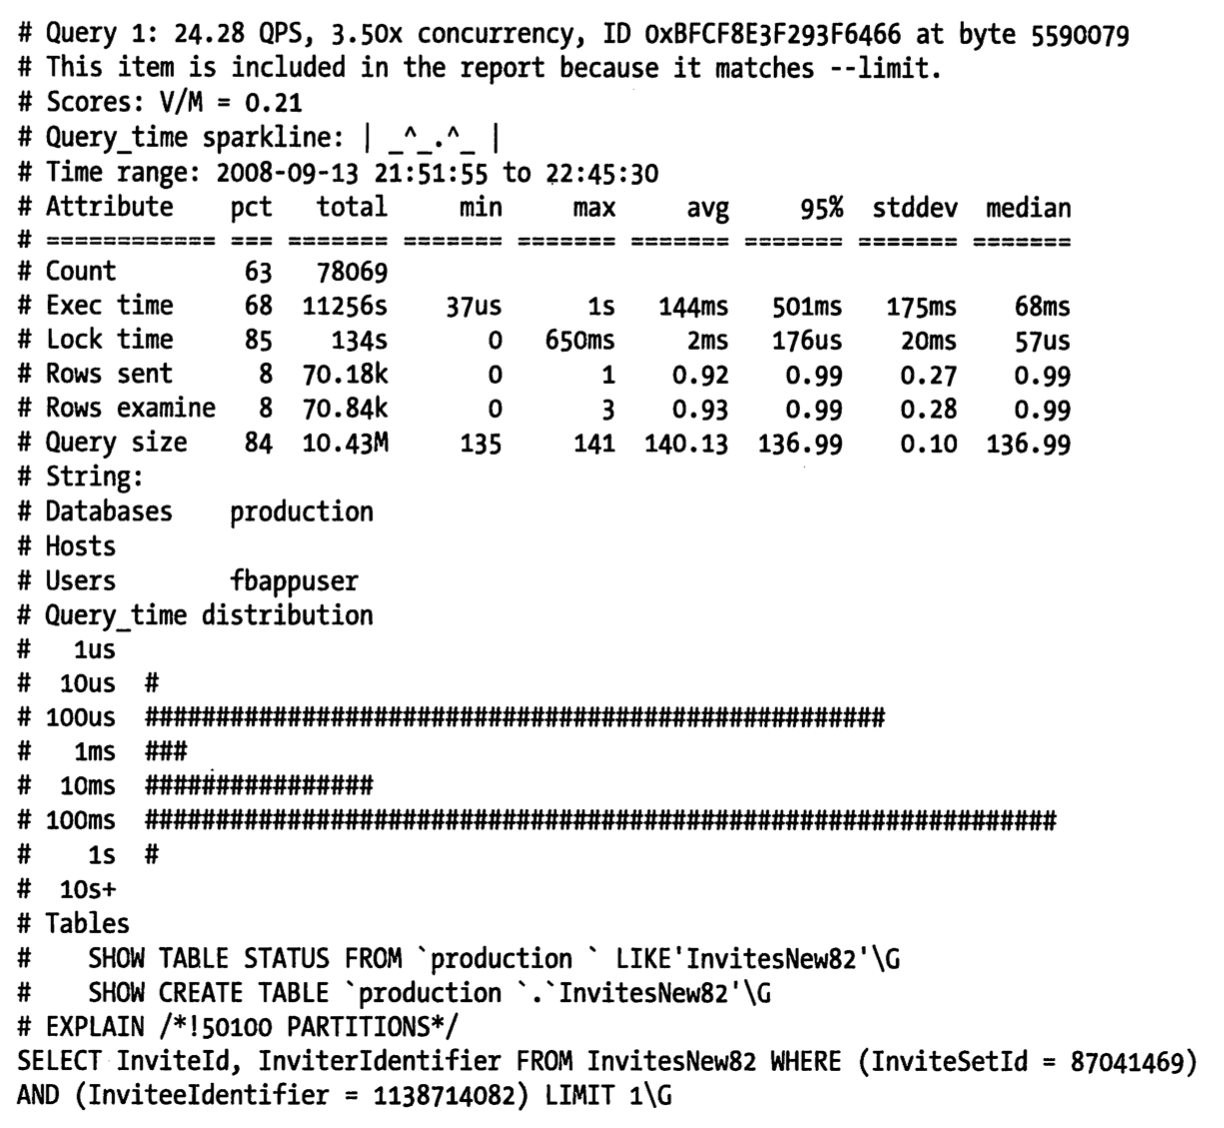 # Query 1: 24.28 QPS, 3.50x concurrency, ID 0xBFCF8E3F293F6466 at byte 5590079
# This item is included in the report because it matches --limit.
# Scores: V/M = 0.21
# Query_time sparkline: | _^_.^_ |
# Time range: 2008-09-13 21:51:55 to 22:45:30
# Attribute    pct   total     min     max     avg     95%  stddev  median
# ============ === ======= ======= ======= ======= ======= ======= =======
# Count         63   78069
# Exec time     68  11256s    37us      1s   144ms   501ms   175ms    68ms
# Lock time     85    134s       0   650ms     2ms   176us    20ms    57us
# Rows sent      8  70.18k       0       1    0.92    0.99    0.27    0.99
# Rows examine   8  70.84k       0       3    0.93    0.99    0.28    0.99
# Query size    84  10.43M     135     141  140.13  136.99    0.10  136.99
# String:
# Databases    production
# Hosts
# Users        fbappuser
# Query_time distribution
#   1us
#  10us  #
# 100us  ####################################################
#   1ms  ###
#  10ms  ################
# 100ms  ################################################################
#    1s  #
#  10s+
# Tables
#    SHOW TABLE STATUS FROM `production ` LIKE'InvitesNew82'\G
#    SHOW CREATE TABLE `production `.`InvitesNew82'\G
# EXPLAIN /*!50100 PARTITIONS*/
SELECT InviteId, InviterIdentifier FROM InvitesNew82 WHERE (InviteSetId = 87041469)
AND (InviteeIdentifier = 1138714082) LIMIT 1\G